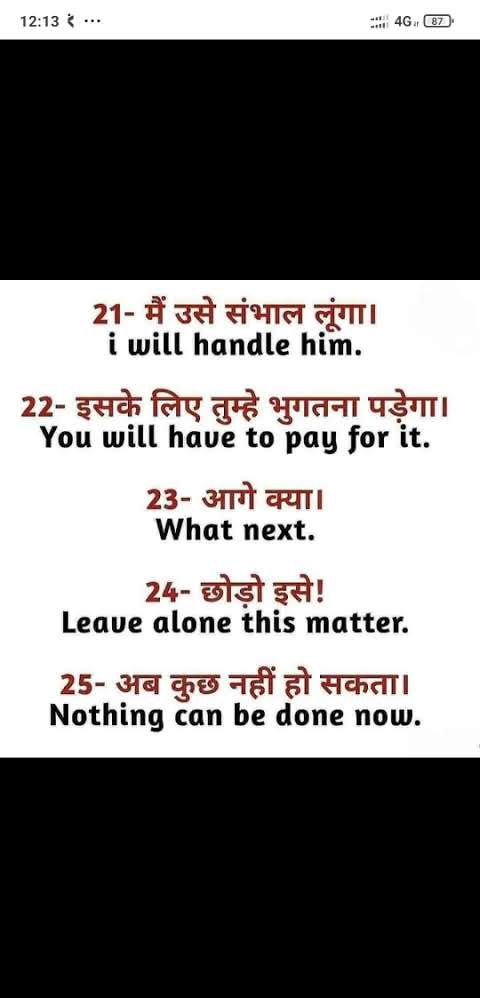 12:13 ...
4G 87
21- मैं उसे संभाल लूंगा।
i will handle him.
22- इसके लिए तुम्हे भुगतना पड़ेगा।
You will have to pay for it.
23- आगे क्या।
What next.
24- छोड़ो इसे!
Leave alone this matter.
25- अब कुछ नहीं हो सकता।
Nothing can be done now.